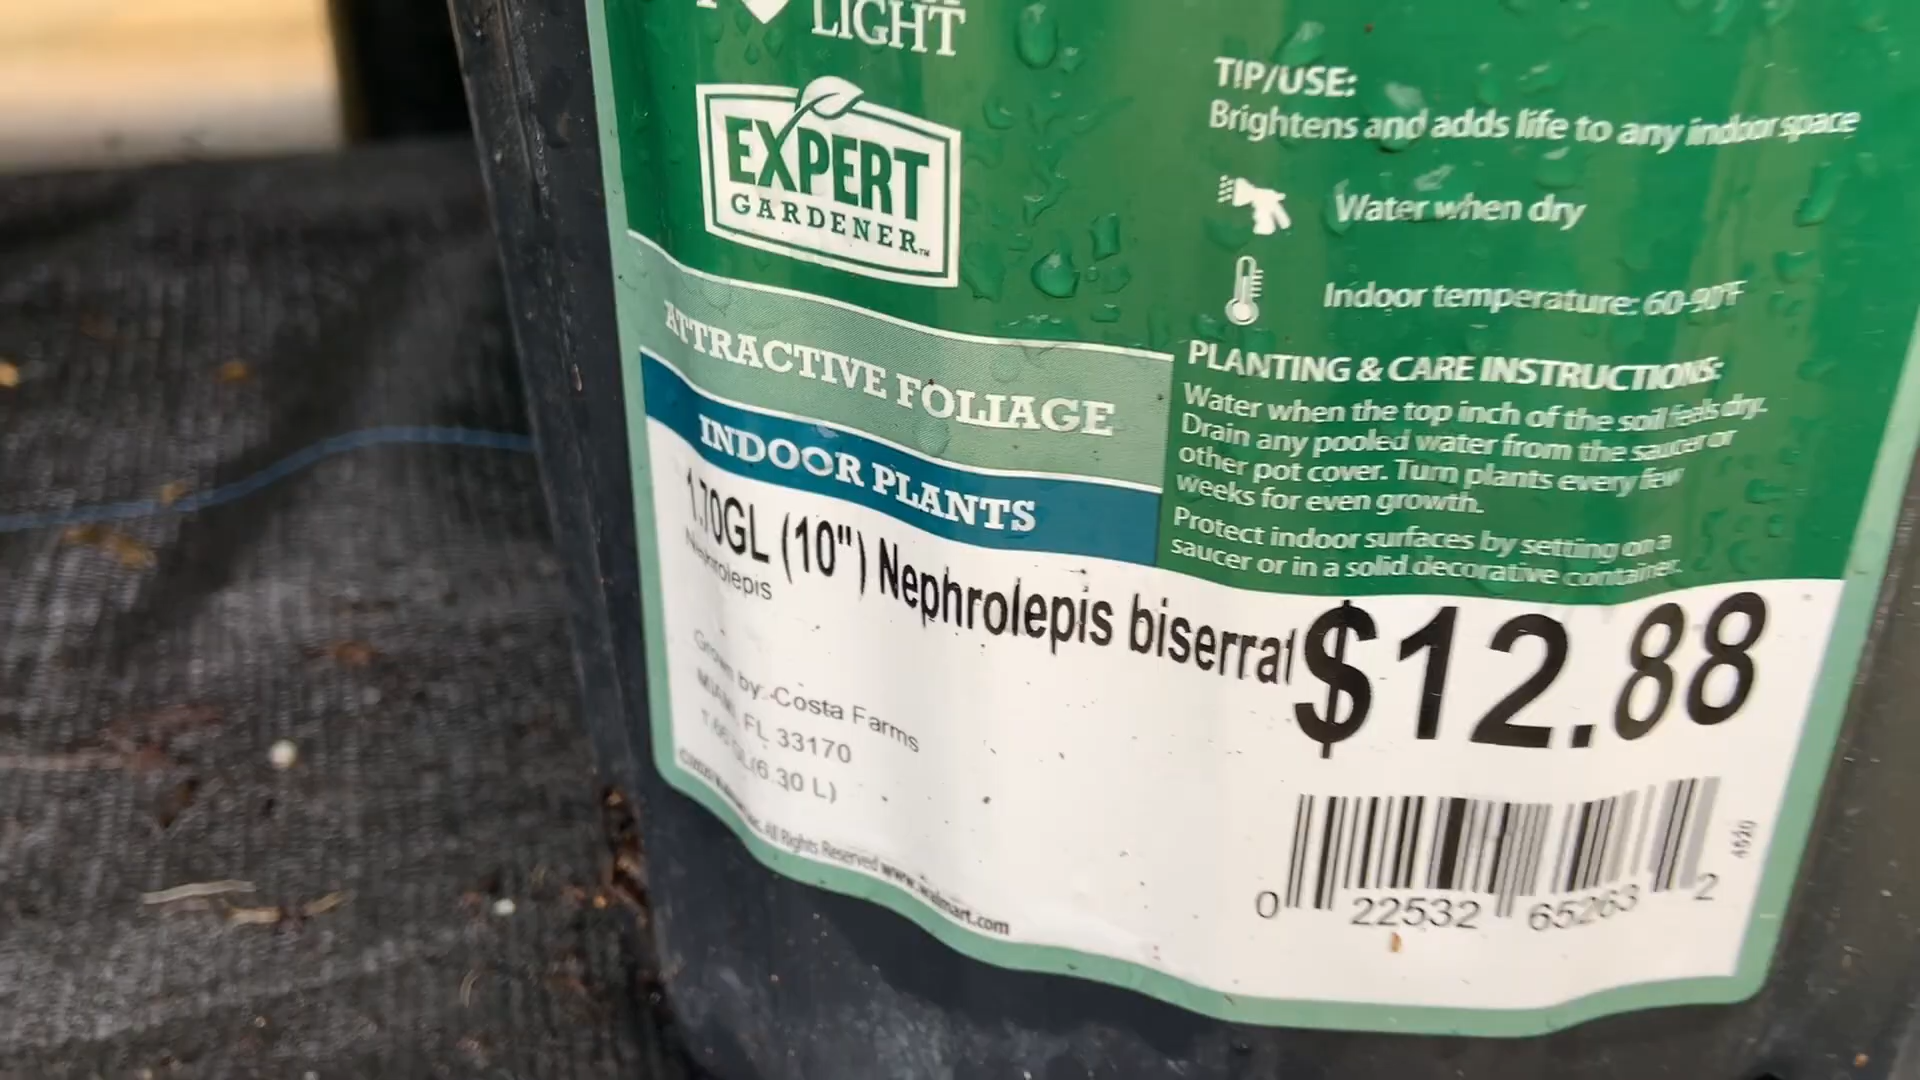 LIGHT
EXPERT
GARDENER™
ATTRACTIVE FOLIAGE
INDOOR PLANTS
TIP/USE:
Brightens and adds life to any indoor space
Water when dry
Indoor temperature: 60-90°F
PLANTING & CARE INSTRUCTIONS:
Water when the top inch of the soil feels dry.
Drain any pooled water from the saucer or
other pot cover. Turn plants every few
weeks for even growth.
Protect indoor surfaces by setting on a
saucer or in a solid decorative container.
1.70GL (10") Nephrolepis biserrat
$12.88
Nephrolepis
Grown by: Costa Farms
MIAMI, FL 33170
(6.30 L)
All Rights Reserved www.walmart.com
0 22532 65263 2